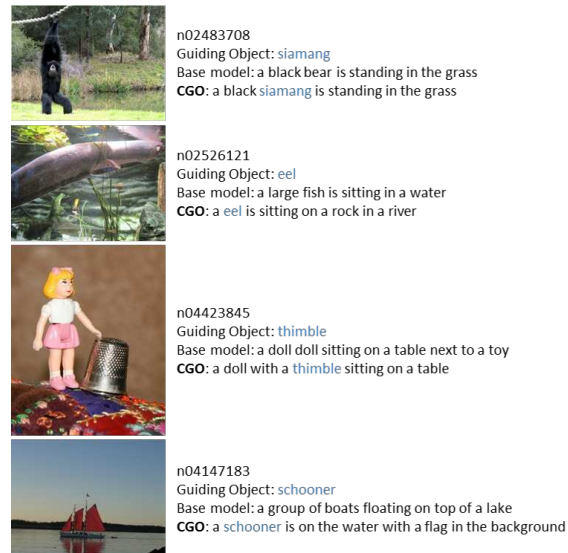 n02483708
Guiding Object: siamang
Base model: a black bear is standing in the grass
CGO: a black siamang is standing in the grass
n02526121
Guiding Object: eel
Base model: a large fish is sitting in a water
CGO: a eel is sitting on a rock in a river
n04423845
Guiding Object: thimble
Base model: a doll doll sitting on a table next to a toy
CGO: a doll with a thimble sitting on a table
n04147183
Guiding Object: schooner
Base model: a group of boats floating on top of a lake
CGO: a schooner is on the water with a flag in the background